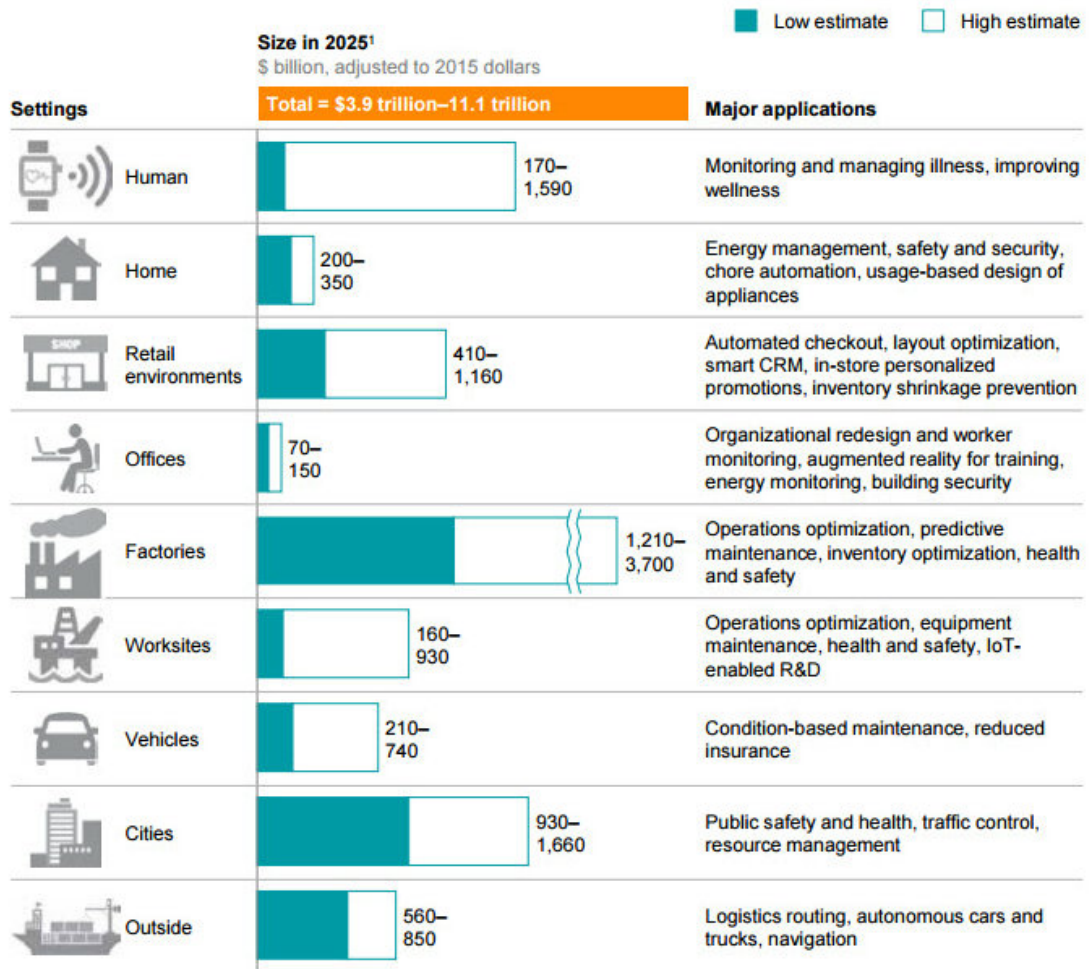 Low estimate
High estimate
Size in 2025¹
$ billion, adjusted to 2015 dollars
Settings
Total = $3.9 trillion–11.1 trillion
Major applications
Human
170–
1,590
Monitoring and managing illness, improving
wellness
Home
200–
350
Energy management, safety and security,
chore automation, usage-based design of
appliances
SHOP
Retail
environments
410–
1,160
Automated checkout, layout optimization,
smart CRM, in-store personalized
promotions, inventory shrinkage prevention
Offices
70–
150
Organizational redesign and worker
monitoring, augmented reality for training,
energy monitoring, building security
Factories
1,210–
3,700
Operations optimization, predictive
maintenance, inventory optimization, health
and safety
Worksites
160–
930
Operations optimization, equipment
maintenance, health and safety, IoT-
enabled R&D
Vehicles
210–
740
Condition-based maintenance, reduced
insurance
Cities
930–
1,660
Public safety and health, traffic control,
resource management
Outside
560–
850
Logistics routing, autonomous cars and
trucks, navigation